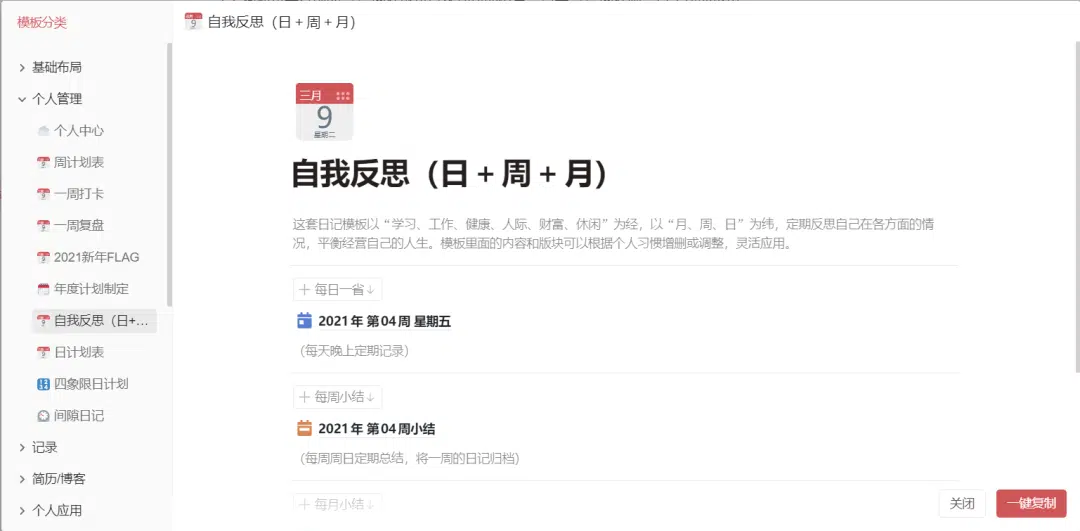 模板分类
自我反思（日 + 周 + 月）
基础布局
个人管理
个人中心
周计划表
一周打卡
一周复盘
2021新年FLAG
年度计划制定
自我反思（日+...
日计划表
四象限日计划
间隙日记
记录
简历/博客
个人应用
三月
9
星期二
自我反思（日 + 周 + 月）
这套日记模板以“学习、工作、健康、人际、财富、休闲”为经，以“月、周、日”为纬，定期反思自己在各方面的情
况，平衡经营自己的人生。模板里面的内容和版块可以根据个人习惯增删或调整，灵活应用。
每日一省↓
2021 年 第 04 周 星期五
（每天晚上定期记录）
每周小结↓
2021 年 第 04 周小结
（每周周日定期总结，将一周的日记归档）
每月小结↓
关闭
一键复制